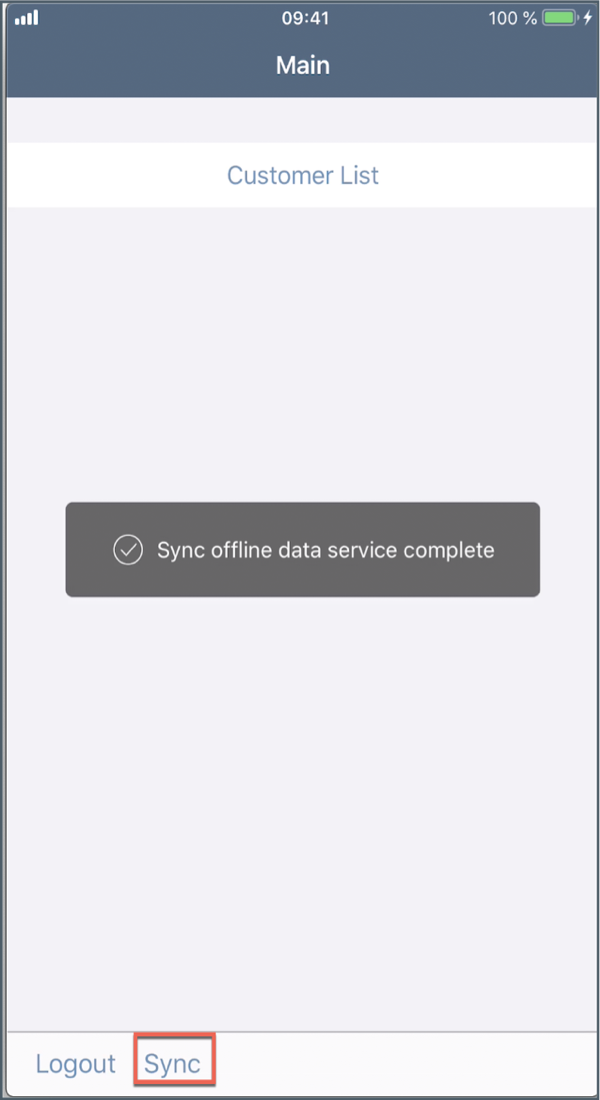 09:41
100 %
Main
Customer List
Sync offline data service complete
Logout
Sync